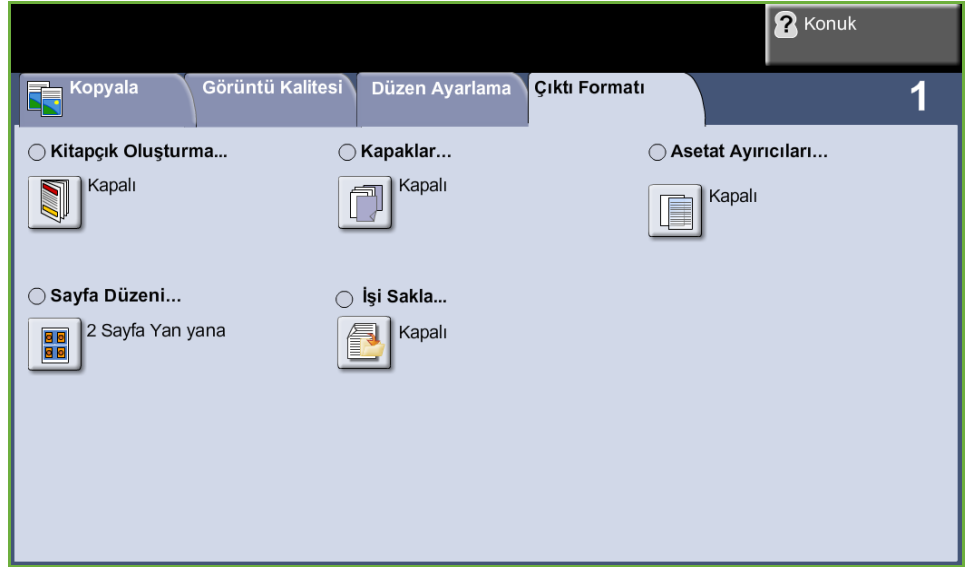 ? Konuk
Kopyala
Görüntü Kalitesi
Düzen Ayarlama
Çıktı Formatı
1
Kitapçık Oluşturma...
Kapalı
Kapaklar...
Kapalı
Asetat Ayırıcıları...
Kapalı
Sayfa Düzeni...
2 Sayfa Yan yana
İşi Sakla...
Kapalı